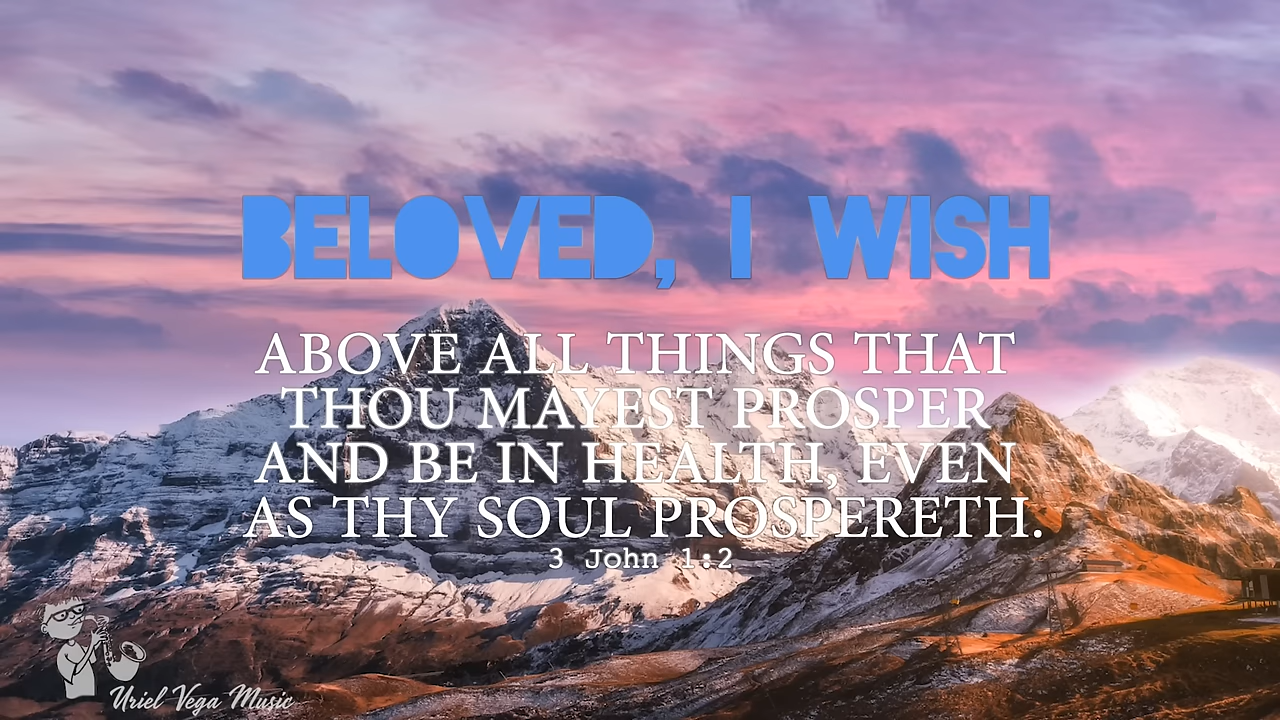 BELOVED, I WISH
ABOVE ALL THINGS THAT
THOU MAYEST PROSPER
AND BE IN HEALTH, EVEN
AS THY SOUL PROSPERETH.
3 John 1:2
Uriel Vega Music